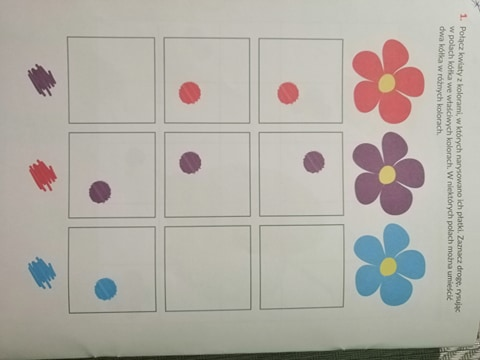 1. Połącz kwiaty z kolorami, w których narysowano ich płatki. Zaznacz drogę, rysując
w polach kółka we właściwych kolorach. W niektórych polach można umieścić
dwa kółka w różnych kolorach.